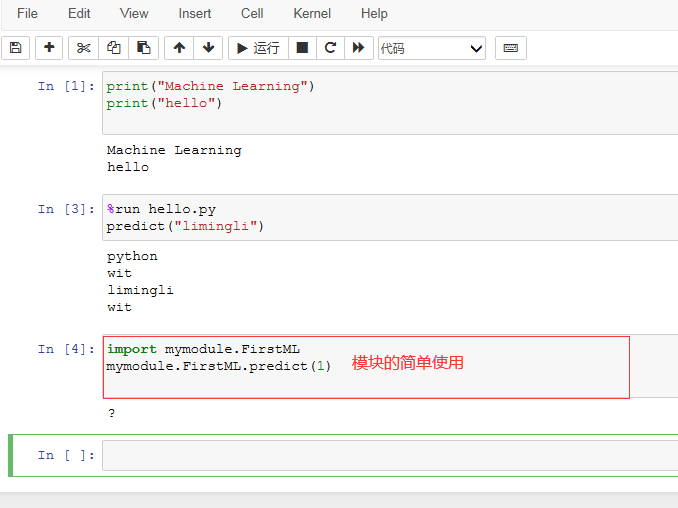 File Edit View Insert Cell Kernel Help
运行 代码
In [1]: print("Machine Learning")
print("hello")
Machine Learning
hello
In [3]: %run hello.py
predict("limingli")
python
wit
limingli
wit
In [4]: import mymodule.FirstML
mymodule.FirstML.predict(1) 模块的简单使用
?
In [ ]: